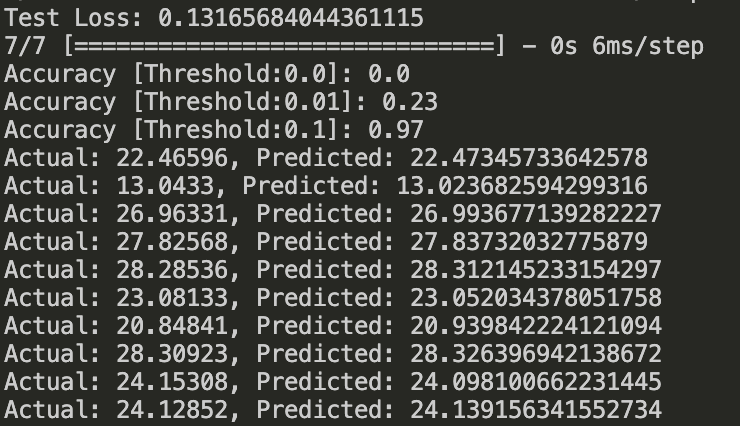 Test Loss: 0.13165684044361115
7/7 [==============================] - 0s 6ms/step
Accuracy [Threshold:0.0]: 0.0
Accuracy [Threshold:0.01]: 0.23
Accuracy [Threshold:0.1]: 0.97
Actual: 22.46596, Predicted: 22.47345733642578
Actual: 13.0433, Predicted: 13.023682594299316
Actual: 26.96331, Predicted: 26.993677139282227
Actual: 27.82568, Predicted: 27.83732032775879
Actual: 28.28536, Predicted: 28.312145233154297
Actual: 23.08133, Predicted: 23.052034378051758
Actual: 20.84841, Predicted: 20.939842224121094
Actual: 28.30923, Predicted: 28.326396942138672
Actual: 24.15308, Predicted: 24.098100662231445
Actual: 24.12852, Predicted: 24.139156341552734